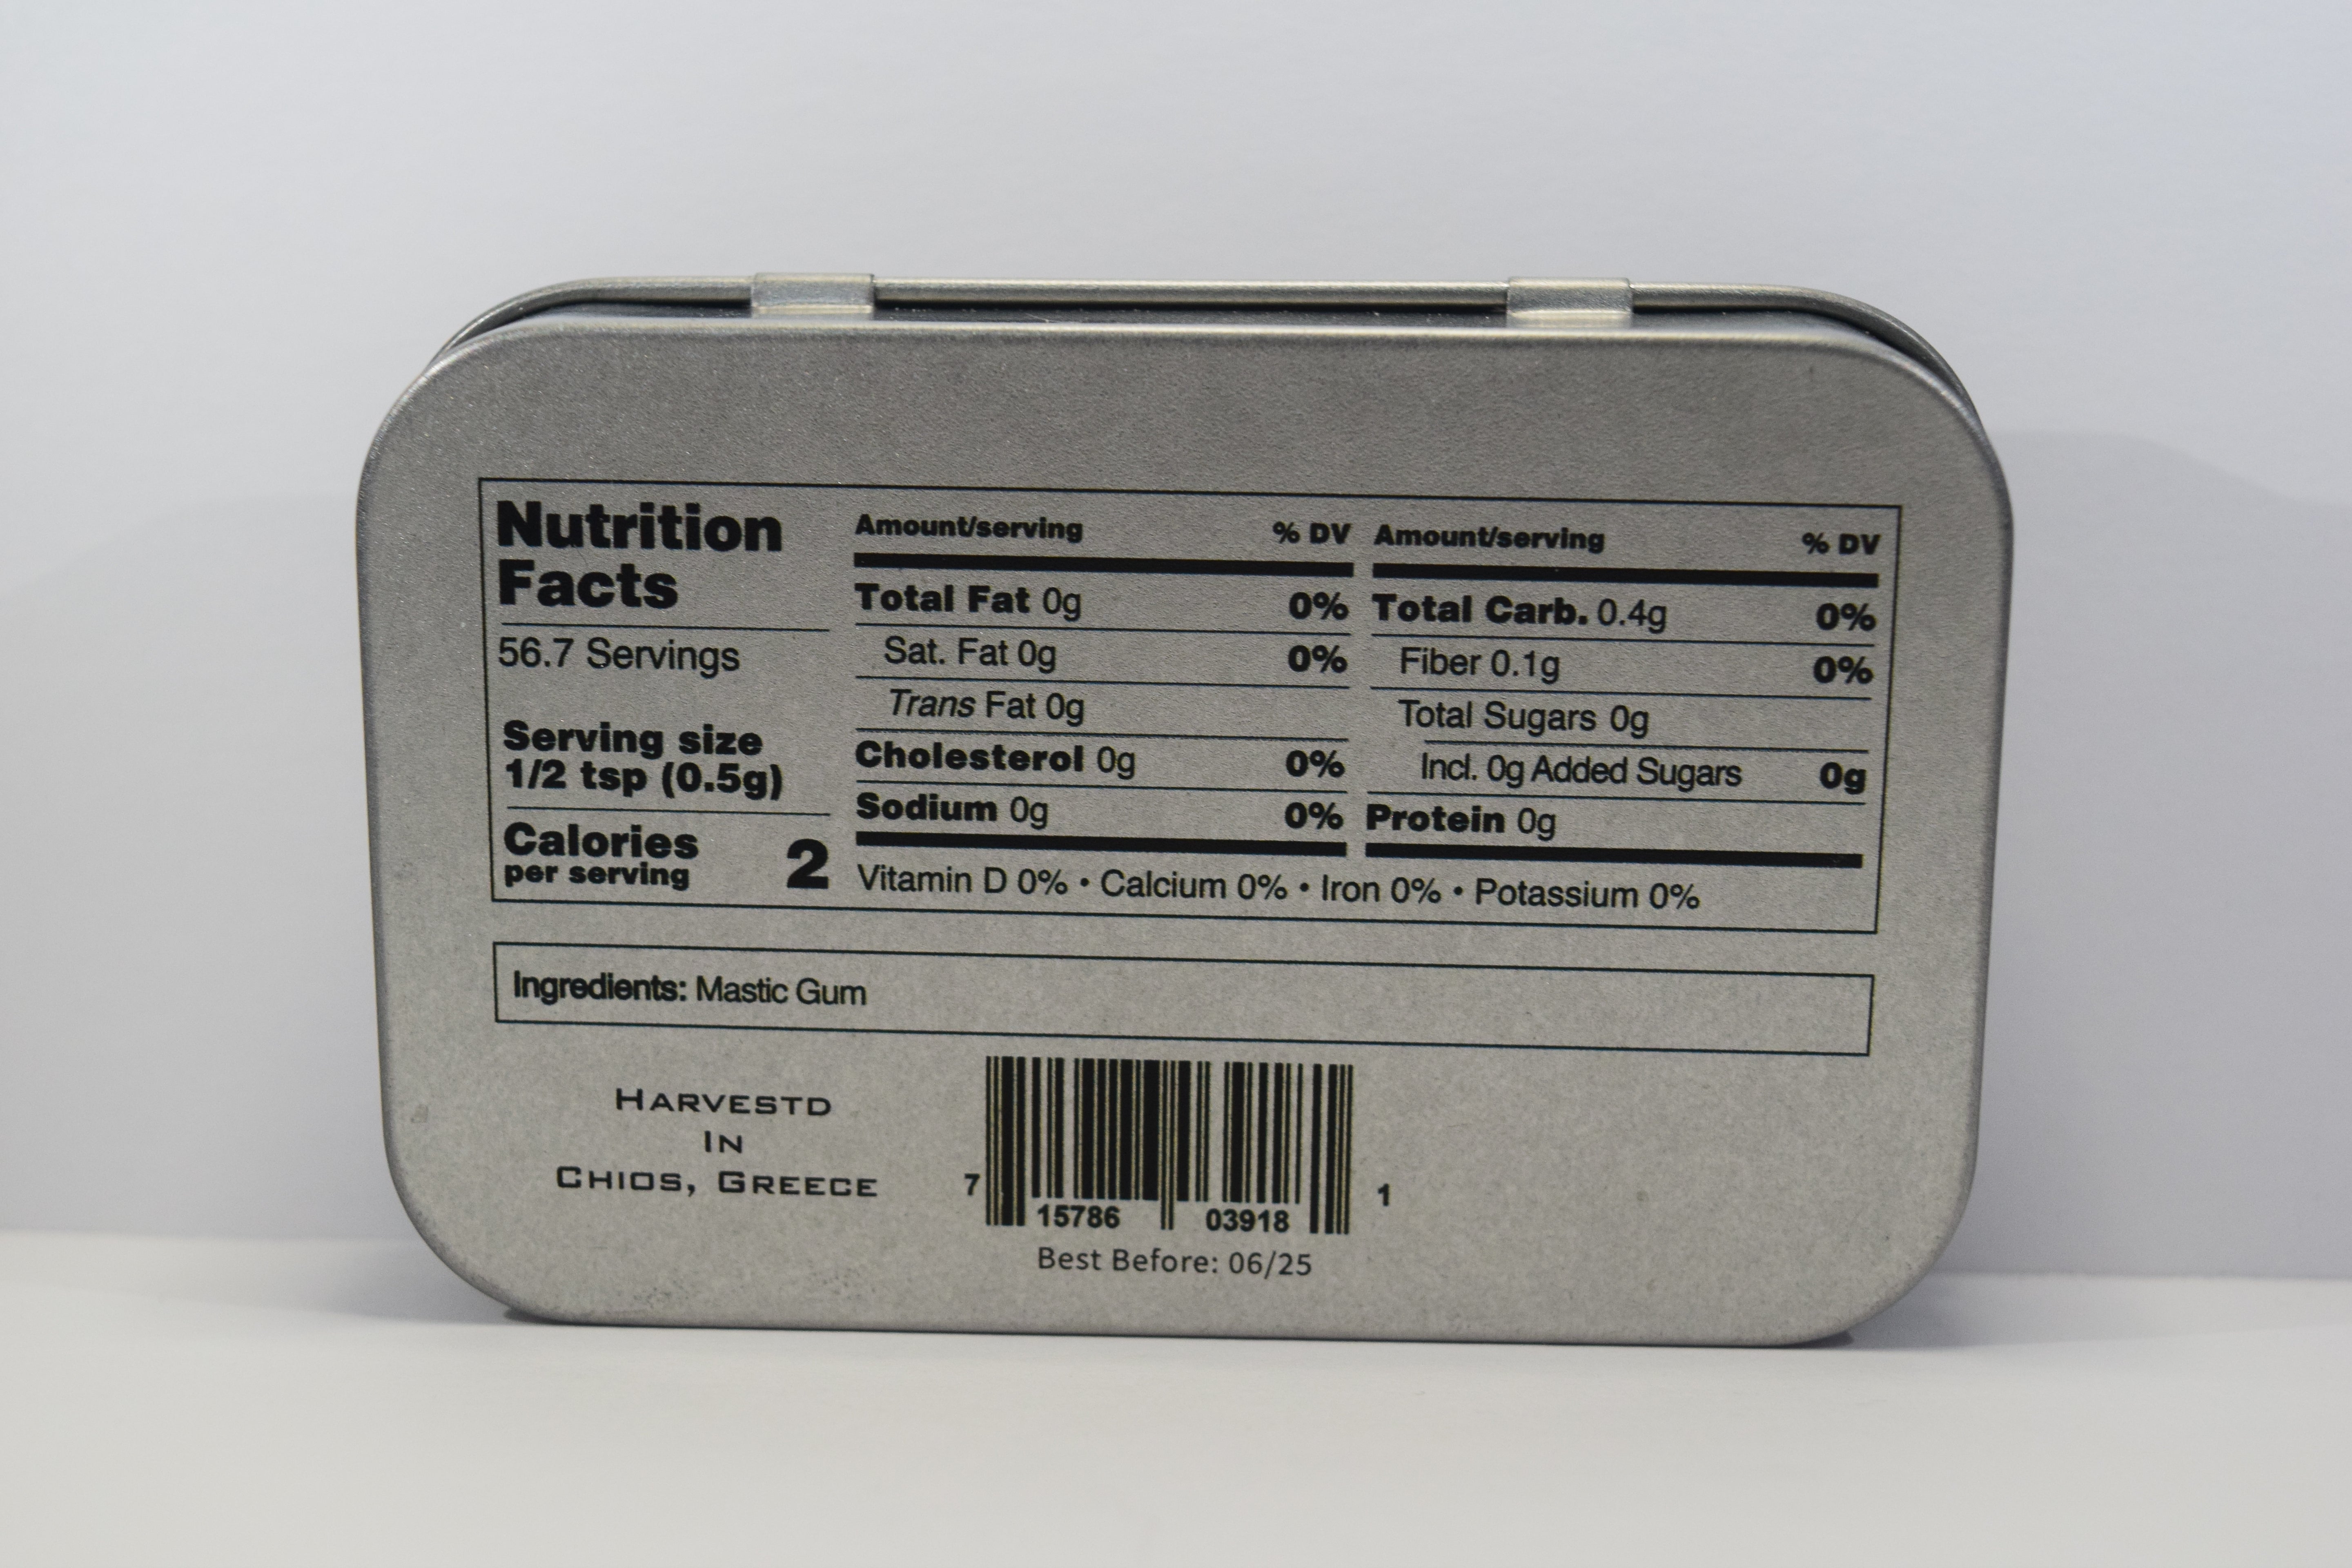 Nutrition
Facts
56.7 Servings
Serving size
1/2 tsp (0.5g)
Calories
per serving 2
Amount/serving % DV
Total Fat 0g 0%
Sat. Fat 0g 0%
Trans Fat 0g
Cholesterol 0g 0%
Sodium 0g 0%
Amount/serving % DV
Total Carb. 0.4g 0%
Fiber 0.1g 0%
Total Sugars 0g
Incl. 0g Added Sugars 0g
Protein 0g
Vitamin D 0% • Calcium 0% • Iron 0% • Potassium 0%
Ingredients: Mastic Gum
HARVESTD
IN
CHIOS, GREECE
7 15786 03918 1
Best Before: 06/25